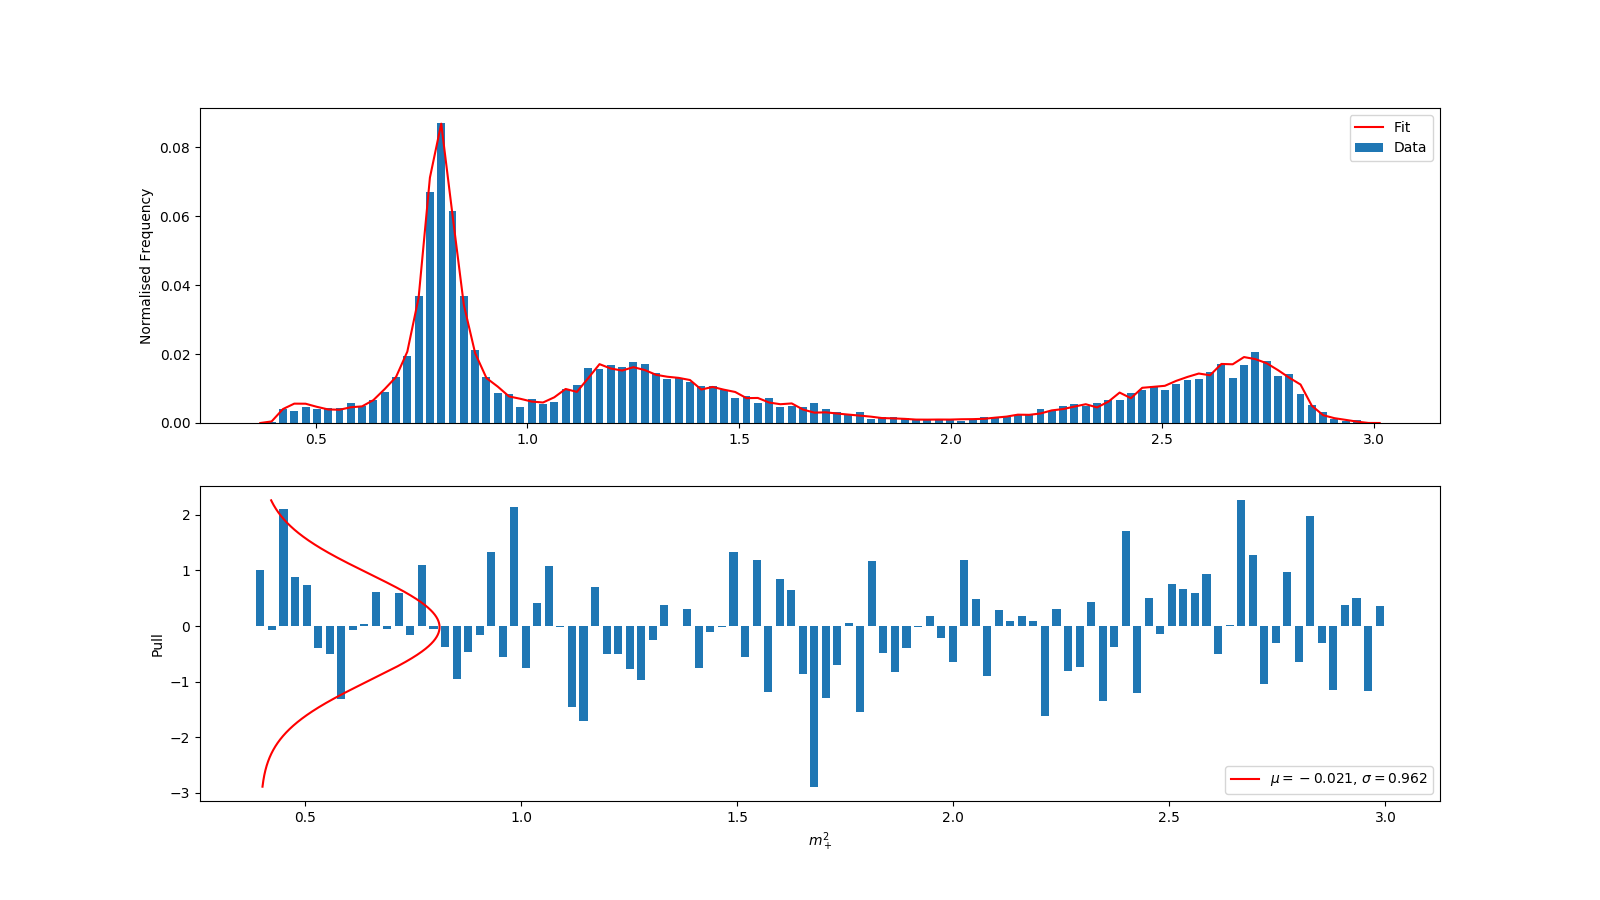 Normalised Frequency
0.08
0.06
0.04
0.02
0.00
Fit
Data
0.5 1.0 1.5 2.0 2.5 3.0
Pull
2
1
0
−1
−2
−3
μ = − 0.021, σ = 0.962
0.5 1.0 1.5 2.0 2.5 3.0
m₊²